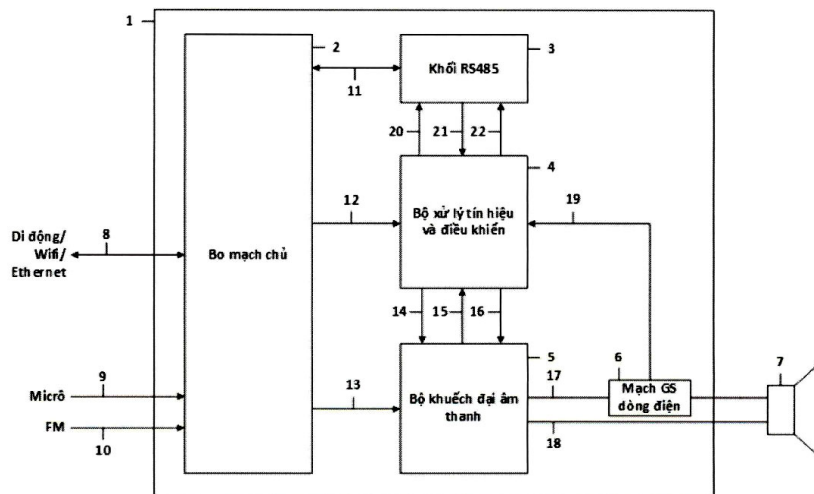 1
2
3
Khối RS485
11
20
21
22
4
12
19
Bộ xử lý tín hiệu
và điều khiển
8
Di động/
Wifi/
Ethernet
Bo mạch chủ
14
15
16
5
6
7
9
13
17
Micrô
Bộ khuếch đại âm
thanh
Mạch GS
dòng điện
FM
10
18